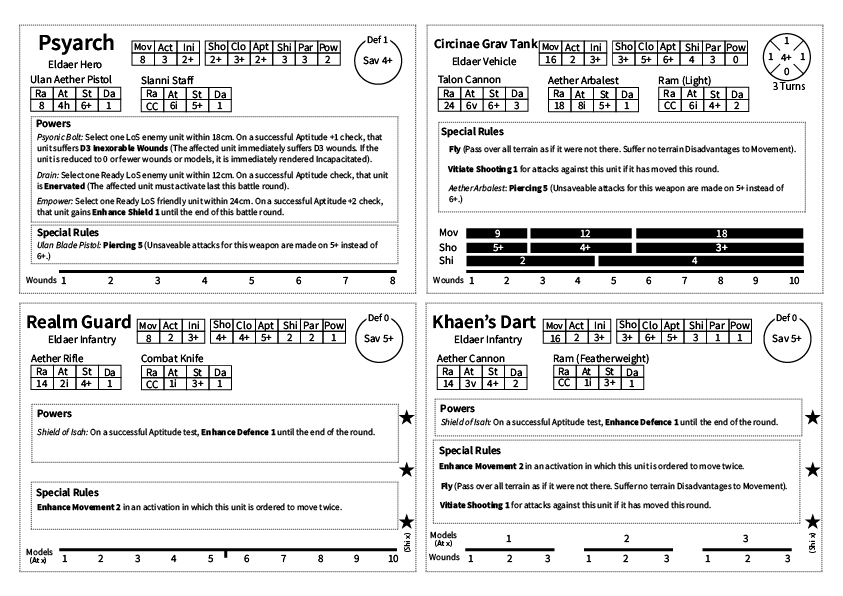 Psyarch
Eldaer Hero
Mov Act Ini Sho Clo Apt Shi Par Pow
8 3 2+ 2+ 3+ 2+ 3 3 2
Def 1
Sav 4+
Ulan Aether Pistol
Ra At St Da
8 4h 6+ 1
Slanni Staff
Ra At St Da
CC 6i 5+ 1
Powers
Psyonic Bolt: Select one LoS enemy unit within 18cm. On a successful Aptitude +1 check, that
unit suffers D3 Inexorable Wounds (The affected unit immediately suffers D3 wounds. If the
unit is reduced to 0 or fewer wounds or models, it is immediately rendered Incapacitated).
Drain: Select one Ready LoS enemy unit within 12cm. On a successful Aptitude check, that unit
is Enervated (The affected unit must activate last this battle round).
Empower: Select one Ready LoS friendly unit within 24cm. On a successful Aptitude +2 check,
that unit gains Enhance Shield 1 until the end of this battle round.
Special Rules
Ulan Blade Pistol: Piercing 5 (Unsaveable attacks for this weapon are made on 5+ instead of
6+.)
Wounds 1 2 3 4 5 6 7 8
Circinae Grav Tank
Eldaer Vehicle
Mov Act Ini Sho Clo Apt Shi Par Pow
16 2 3+ 3+ 5+ 6+ 4 3 0
1
1 4+ 1
0
3 Turns
Talon Cannon
Ra At St Da
24 6v 6+ 3
Aether Arbalest
Ra At St Da
18 8i 5+ 1
Ram (Light)
Ra At St Da
CC 6i 4+ 2
Special Rules
Fly (Pass over all terrain as if it were not there. Suffer no terrain Disadvantages to Movement).
Vitiate Shooting 1 for attacks against this unit if it has moved this round.
Aether Arbalest: Piercing 5 (Unsaveable attacks for this weapon are made on 5+ instead of
6+.)
Mov 9 12 18
Sho 5+ 4+ 3+
Shi 2 4
Wounds 1 2 3 4 5 6 7 8 9 10
Realm Guard
Eldaer Infantry
Mov Act Ini Sho Clo Apt Shi Par Pow
8 2 3+ 4+ 4+ 5+ 2 2 1
Def 0
Sav 5+
Aether Rifle
Ra At St Da
14 2i 4+ 1
Combat Knife
Ra At St Da
CC 1i 3+ 1
Powers
Shield of Isah: On a successful Aptitude test, Enhance Defence 1 until the end of the round.
Special Rules
Enhance Movement 2 in an activation in which this unit is ordered to move twice.
(Shi x)
Models
(At x)
1 2 3 4 5 6 7 8 9 10
Khaen's Dart
Eldaer Infantry
Mov Act Ini Sho Clo Apt Shi Par Pow
16 2 3+ 3+ 6+ 5+ 3 1 1
Def 0
Sav 5+
Aether Cannon
Ra At St Da
14 3v 4+ 2
Ram (Featherweight)
Ra At St Da
CC 1i 3+ 1
Powers
Shield of Isah: On a successful Aptitude test, Enhance Defence 1 until the end of the round.
Special Rules
Enhance Movement 2 in an activation in which this unit is ordered to move twice.
Fly (Pass over all terrain as if it were not there. Suffer no terrain Disadvantages to Movement).
Vitiate Shooting 1 for attacks against this unit if it has moved this round.
(Shi x)
Models
(At x)
1 2 3
Wounds 1 2 3 1 2 3 1 2 3